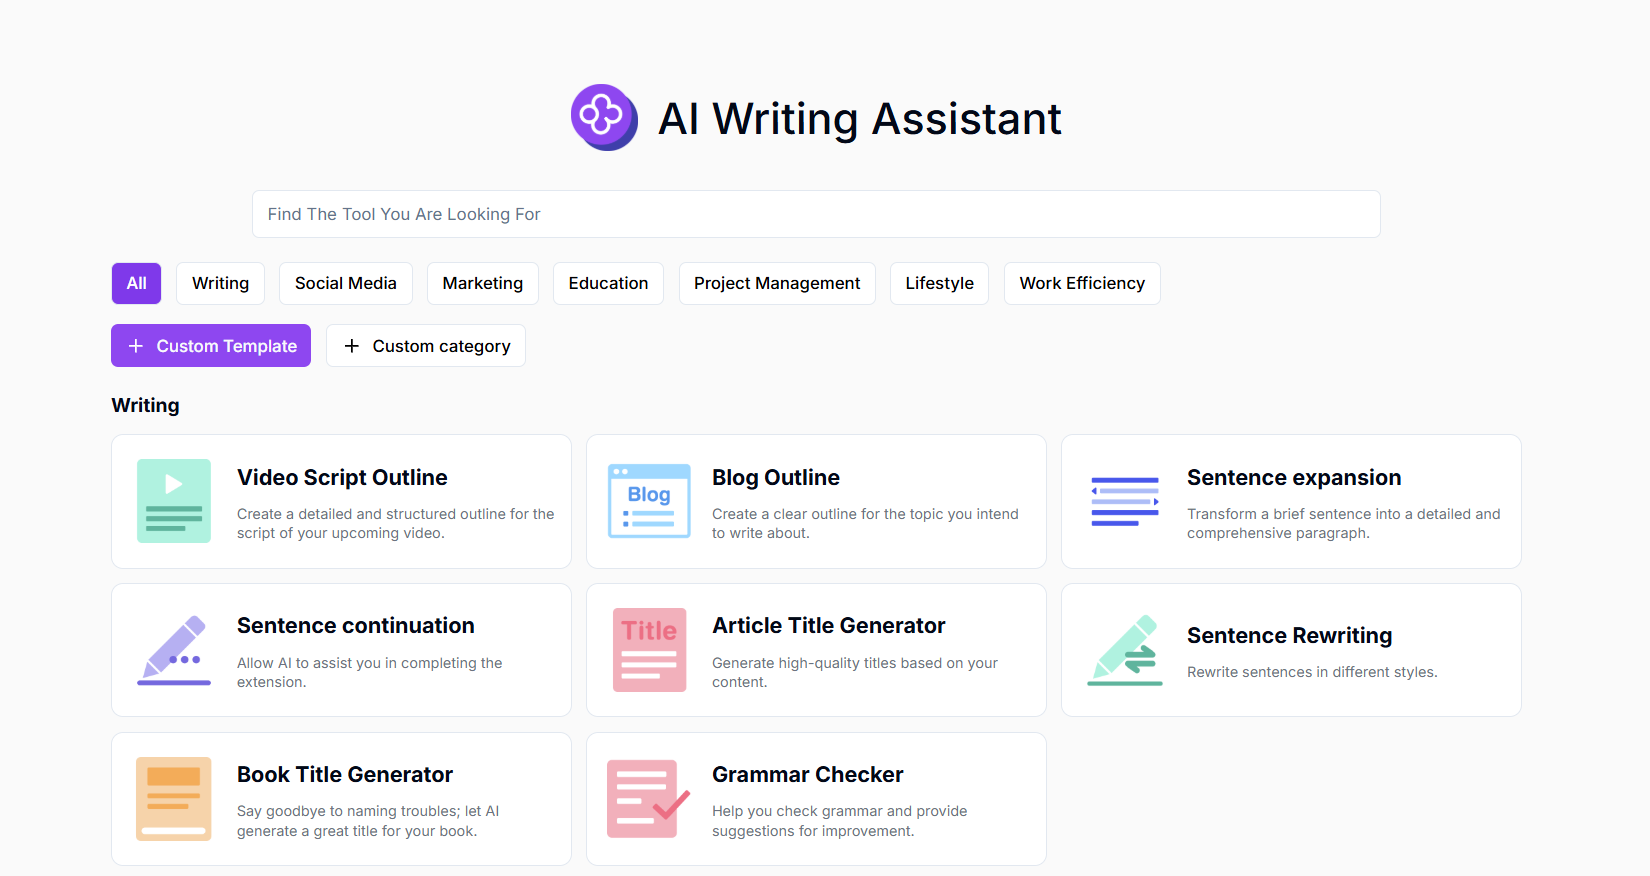 AI Writing Assistant
Find The Tool You Are Looking For
All
Writing
Social Media
Marketing
Education
Project Management
Lifestyle
Work Efficiency
Custom Template
Custom category
Writing
Video Script Outline
Create a detailed and structured outline for the
script of your upcoming video.
Blog
Blog Outline
Create a clear outline for the topic you intend
to write about.
Sentence expansion
Transform a brief sentence into a detailed and
comprehensive paragraph.
Sentence continuation
Allow AI to assist you in completing the
extension.
Title
Article Title Generator
Generate high-quality titles based on your
content.
Sentence Rewriting
Rewrite sentences in different styles.
Book Title Generator
Say goodbye to naming troubles; let AI
generate a great title for your book.
Grammar Checker
Help you check grammar and provide
suggestions for improvement.